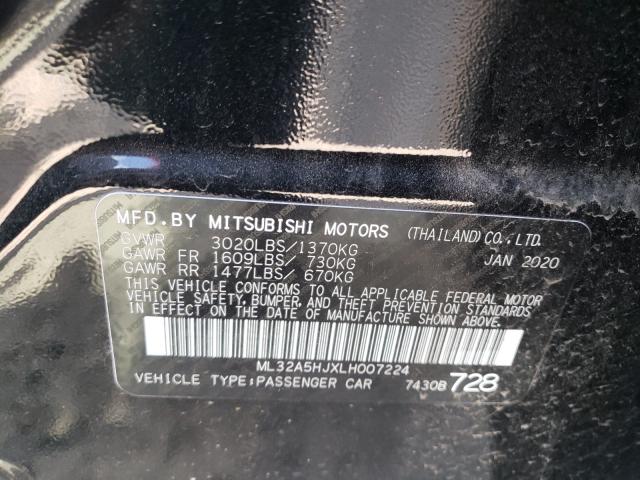 MFD.BY MITSUBISHI MOTORS (THAILAND)CO.,LTD.
GVWR 3020LBS/1370KG JAN 2020
GAWR FR 1609LBS/ 730KG
GAWR RR 1477LBS/ 670KG
THIS VEHICLE CONFORMS TO ALL APPLICABLE FEDERAL MOTOR
VEHICLE SAFETY, BUMPER, AND THEFT PREVENTION STANDARDS
IN EFFECT ON THE DATE OF MANUFACTURE SHOWN ABOVE.
ML32A5HJXLH007224
VEHICLE TYPE:PASSENGER CAR 7430B 728